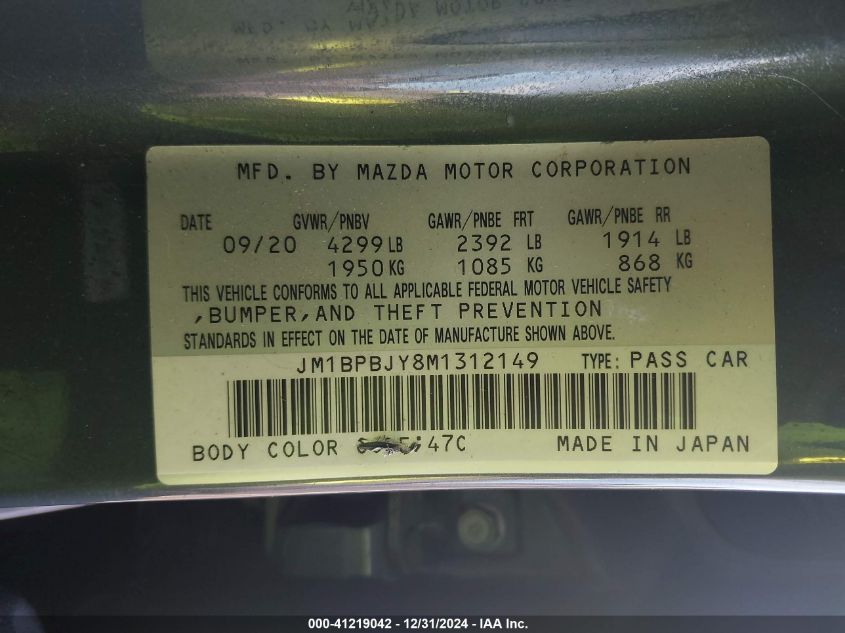 MFD. BY MAZDA MOTOR CORPORATION
DATE GVWR/PNBV GAWR/PNBE FRT GAWR/PNBE RR
09/20 4299 LB 2392 LB 1914 LB
1950 KG 1085 KG 868 KG
THIS VEHICLE CONFORMS TO ALL APPLICABLE FEDERAL MOTOR VEHICLE SAFETY
,BUMPER,AND THEFT PREVENTION
STANDARDS IN EFFECT ON THE DATE OF MANUFACTURE SHOWN ABOVE.
JM1BPBJY8M1312149 TYPE: PASS CAR
BODY COLOR 47C MADE IN JAPAN
000-41219042 - 12/31/2024 - IAA Inc.